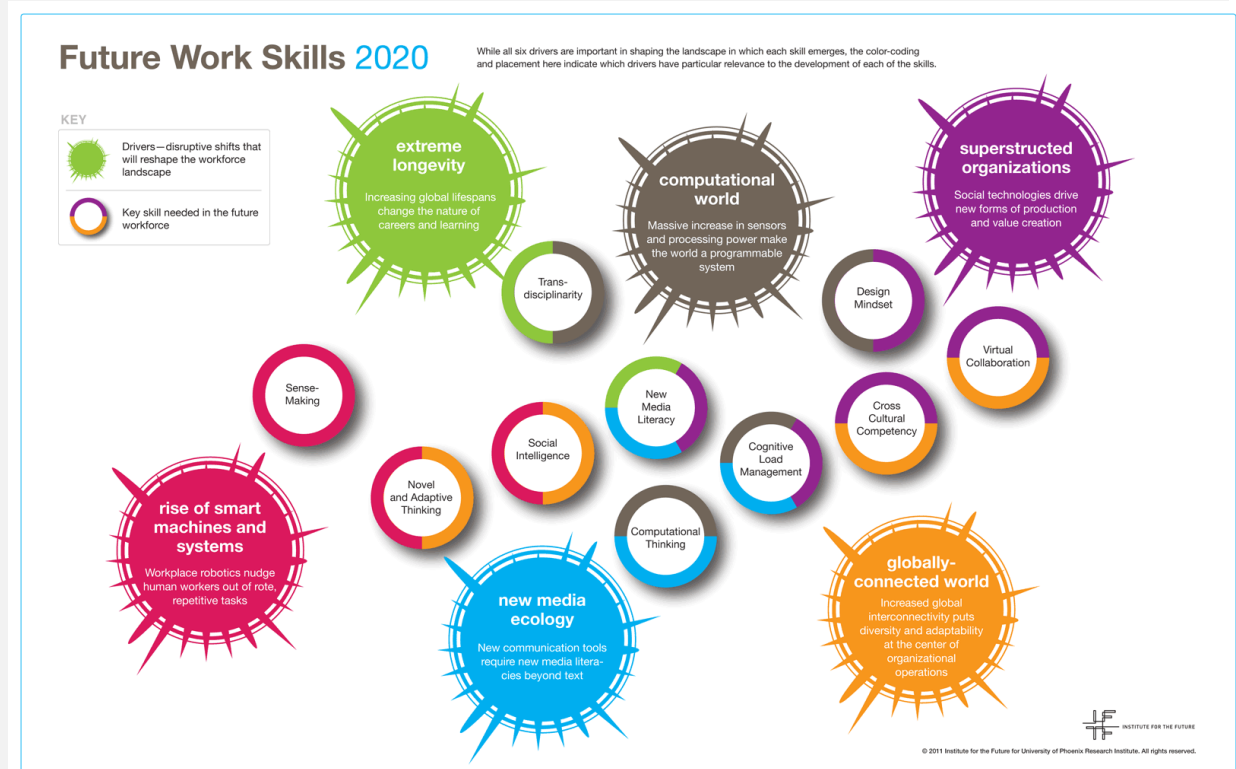 Future Work Skills 2020
While all six drivers are important in shaping the landscape in which each skill emerges, the color-coding
and placement here indicate which drivers have particular relevance to the development of each of the skills.
KEY
Drivers—disruptive shifts that
will reshape the workforce
landscape
Key skill needed in the future
workforce
extreme
longevity
Increasing global lifespans
change the nature of
careers and learning
computational
world
Massive increase in sensors
and processing power make
the world a programmable
system
superstructed
organizations
Social technologies drive
new forms of production
and value creation
Trans-
disciplinarity
Design
Mindset
Virtual
Collaboration
Sense-
Making
New
Media
Literacy
Cross
Cultural
Competency
Social
Intelligence
Cognitive
Load
Management
Novel
and Adaptive
Thinking
Computational
Thinking
rise of smart
machines and
systems
Workplace robotics nudge
human workers out of rote,
repetitive tasks
new media
ecology
New communication tools
require new media litera-
cies beyond text
globally-
connected world
Increased global
interconnectivity puts
diversity and adaptability
at the center of
organizational
operations
INSTITUTE FOR THE FUTURE
© 2011 Institute for the Future for University of Phoenix Research Institute. All rights reserved.